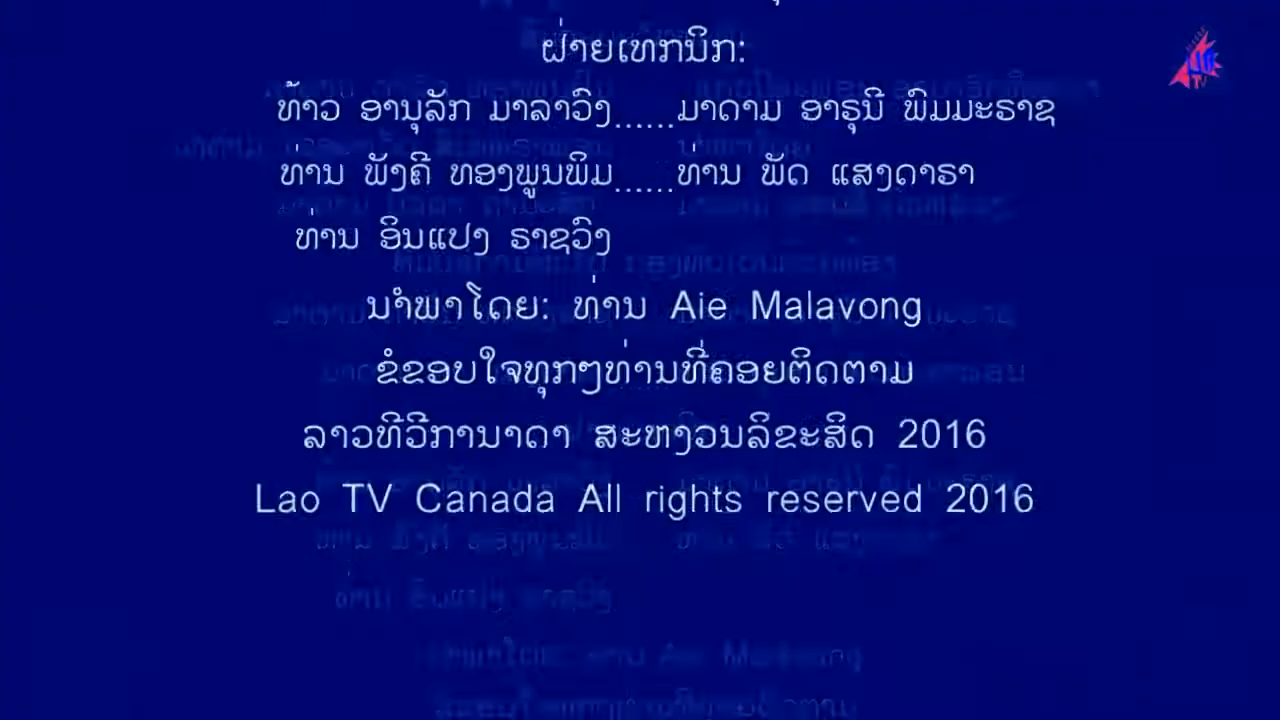 ຝ່າຍເທກນິກ:
ທ້າວ ອານຸລັກ ມາລາວົງ......ມາດາມ ອາຣຸນີ ພົມມະຣາຊ
ທ່ານ ພັງຄີ ທອງພູນພິມ......ທ່ານ ພັດ ແສງດາຣາ
ທ່ານ ອິນແປງ ຣາຊວົງ
ນຳພາໂດຍ: ທ່ານ Aie Malavong
ຂໍຂອບໃຈທຸກໆທ່ານທີ່ຄອຍຕິດຕາມ
ລາວທີວີການາດາ ສະຫງວນລິຂະສິດ 2016
Lao TV Canada All rights reserved 2016